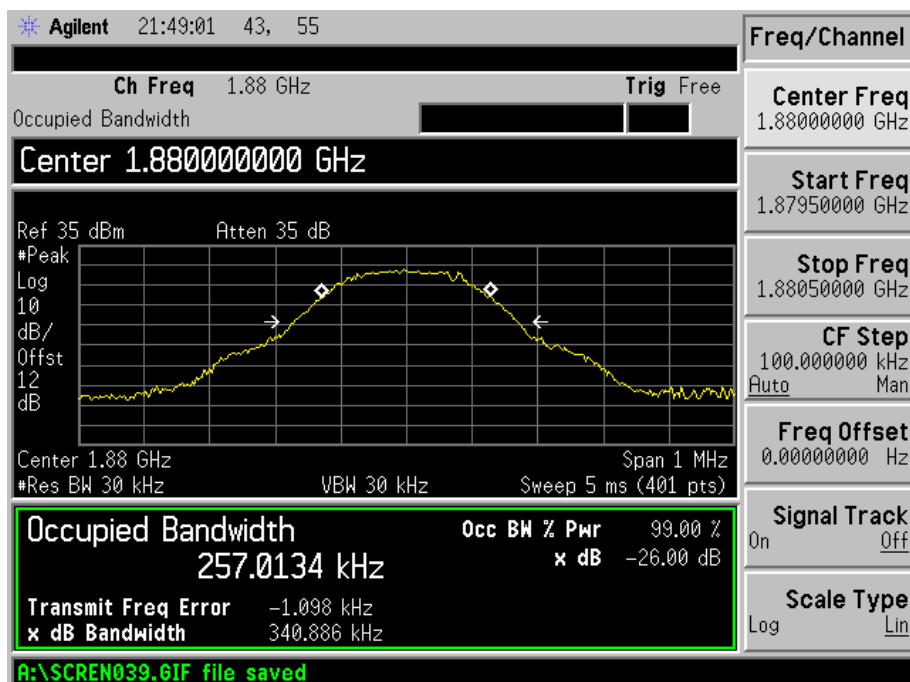 Agilent 21:49:01 43, 55
Freq/Channel
Ch Freq 1.88 GHz Trig Free
Occupied Bandwidth
Center 1.880000000 GHz
Ref 35 dBm Atten 35 dB
#Peak
Log
10
dB/
Offst
12
dB
Center 1.88 GHz Span 1 MHz
#Res BW 30 kHz VBW 30 kHz Sweep 5 ms (401 pts)
Occupied Bandwidth
257.0134 kHz
Occ BW % Pwr 99.00 %
x dB -26.00 dB
Transmit Freq Error -1.098 kHz
x dB Bandwidth 340.886 kHz
A:\SCREN039.GIF file saved
Center Freq
1.88000000 GHz
Start Freq
1.87950000 GHz
Stop Freq
1.88050000 GHz
CF Step
100.000000 kHz
Auto Man
Freq Offset
0.00000000 Hz
Signal Track
On Off
Scale Type
Log Lin